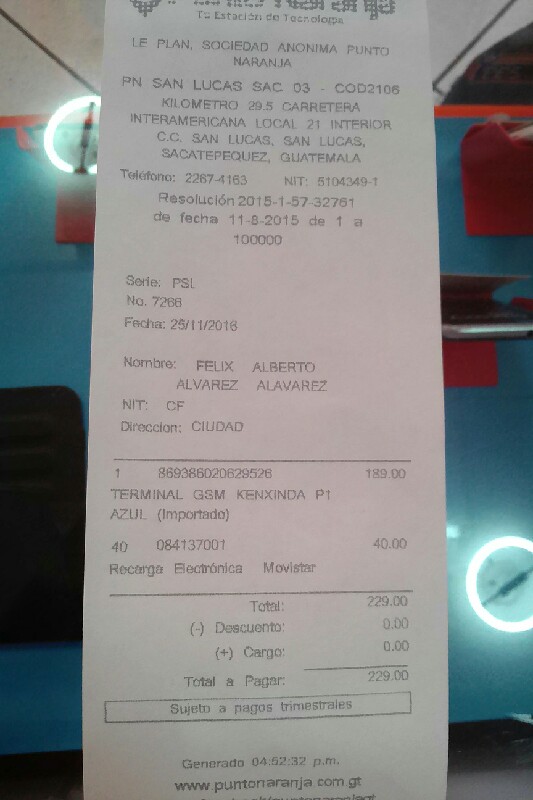 Tu Estación de Tecnología
LE PLAN, SOCIEDAD ANONIMA PUNTO
NARANJA
PN SAN LUCAS SAC 03 - COD2106
KILOMETRO 29.5 CARRETERA
INTERAMERICANA LOCAL 21 INTERIOR
C.C. SAN LUCAS, SAN LUCAS,
SACATEPEQUEZ, GUATEMALA
Teléfono: 2267-4163 NIT: 5104349-1
Resolución 2015-1-57-32761
de fecha 11-8-2015 de 1 a
100000
Serie: PSL
No. 7268
Fecha: 25/11/2016
Nombre: FELIX ALBERTO
ALVAREZ ALAVAREZ
NIT: CF
Direccion: CIUDAD
1 869386020629526 189.00
TERMINAL GSM KENXINDA P1
AZUL (Importado)
40 084137001 40.00
Recarga Electrónica Movistar
Total: 229.00
(-) Descuento: 0.00
(+) Cargo: 0.00
Total a Pagar: 229.00
Sujeto a pagos trimestrales
Generado 04:52:32 p.m.
www.puntonaranja.com.gt